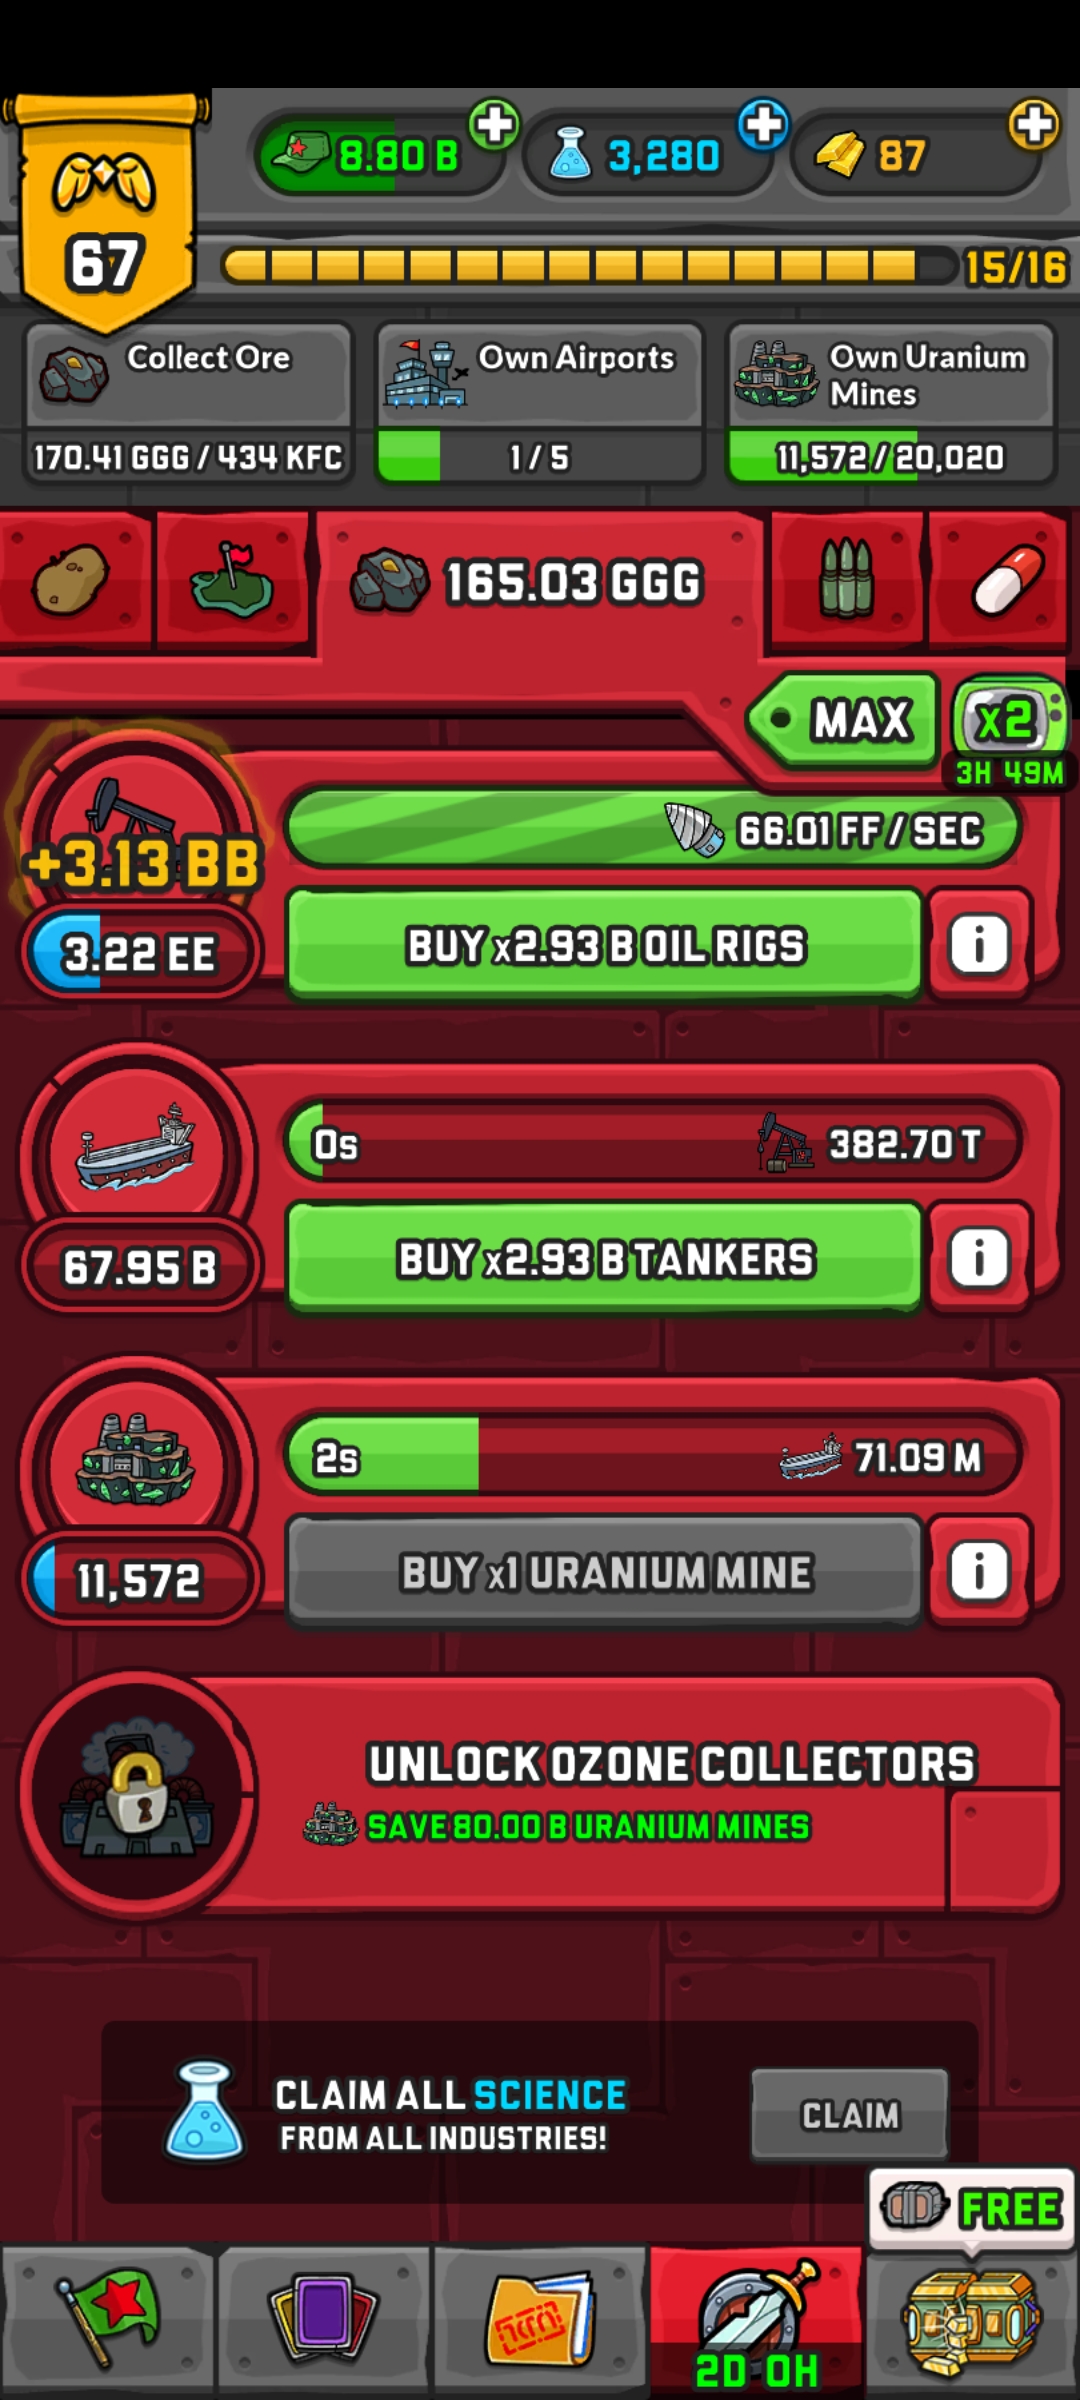 8.80 B
3,280
87
67
15/16
Collect Ore
170.41 GGG / 434 KFC
Own Airports
1 / 5
Own Uranium
Mines
11,572 / 20,020
165.03 GGG
MAX
x2
3H 49M
66.01 FF / SEC
+3.13 BB
3.22 EE
BUY x2.93 B OIL RIGS
i
0s
382.70 T
67.95 B
BUY x2.93 B TANKERS
i
2s
71.09 M
11,572
BUY x1 URANIUM MINE
i
UNLOCK OZONE COLLECTORS
SAVE 80.00 B URANIUM MINES
CLAIM ALL SCIENCE
FROM ALL INDUSTRIES!
CLAIM
FREE
2D 0H